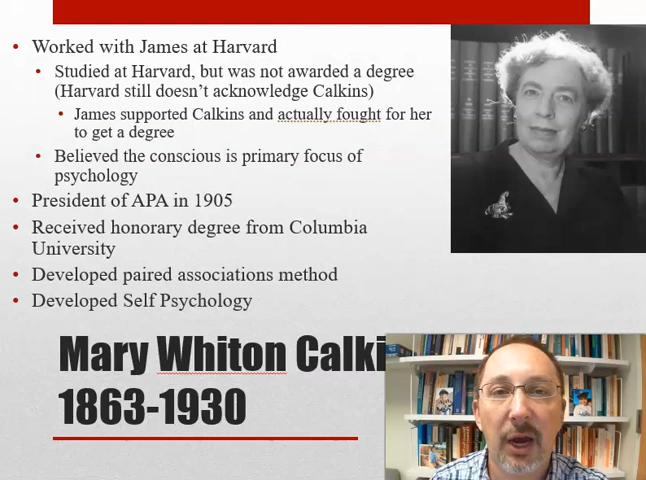 Worked with James at Harvard
Studied at Harvard, but was not awarded a degree
(Harvard still doesn't acknowledge Calkins)
James supported Calkins and actually fought for her
to get a degree
Believed the conscious is primary focus of
psychology
President of APA in 1905
Received honorary degree from Columbia
University
Developed paired associations method
Developed Self Psychology
Mary Whiton Calki
1863-1930